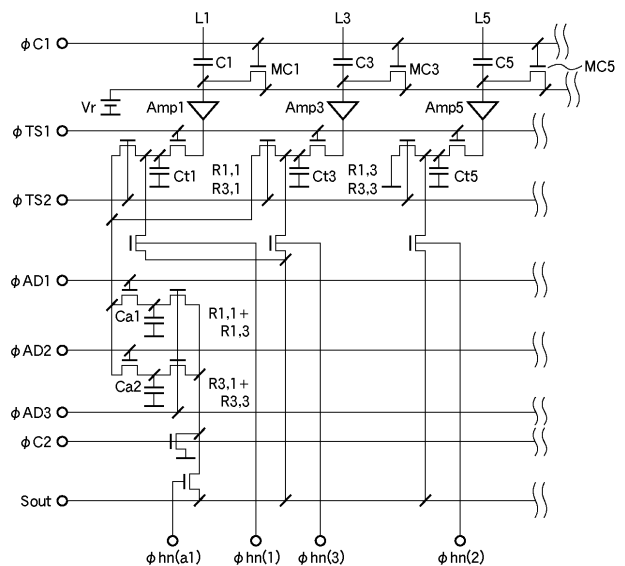 L1 L3 L5
φC1
C1 C3 C5
MC1 MC3 MC5
Vr Amp1 Amp3 Amp5
φTS1
R1,1 R1,3
Ct1 R3,1 Ct3 R3,3 Ct5
φTS2
φAD1
Ca1 R1,1+
R1,3
φAD2
Ca2 R3,1+
R3,3
φAD3
φC2
Sout
φhn(a1) φhn(1) φhn(3) φhn(2)